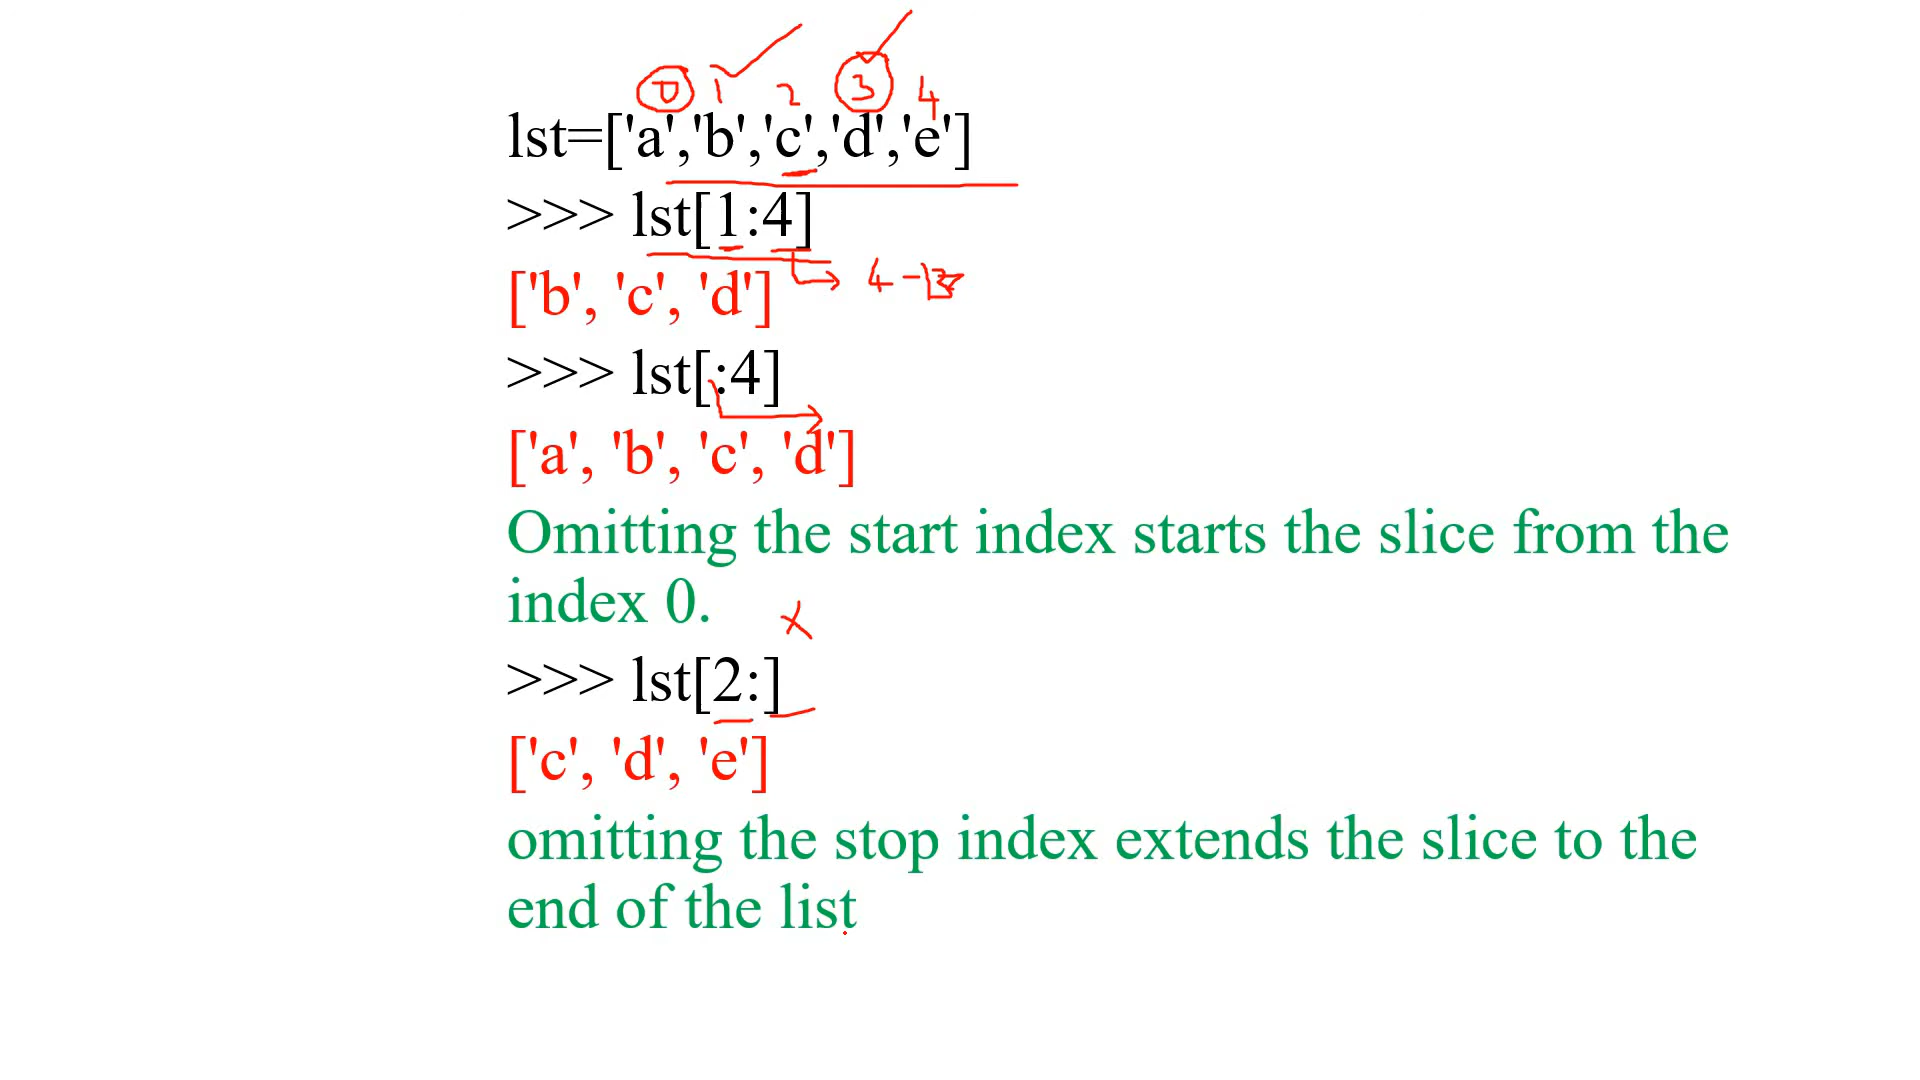 0 1 2 3 4
lst=['a','b','c','d','e']
>>> lst[1:4]
['b', 'c', 'd']
4 -
>>> lst[:4]
['a', 'b', 'c', 'd']
Omitting the start index starts the slice from the
index 0.
>>> lst[2:]
['c', 'd', 'e']
omitting the stop index extends the slice to the
end of the list